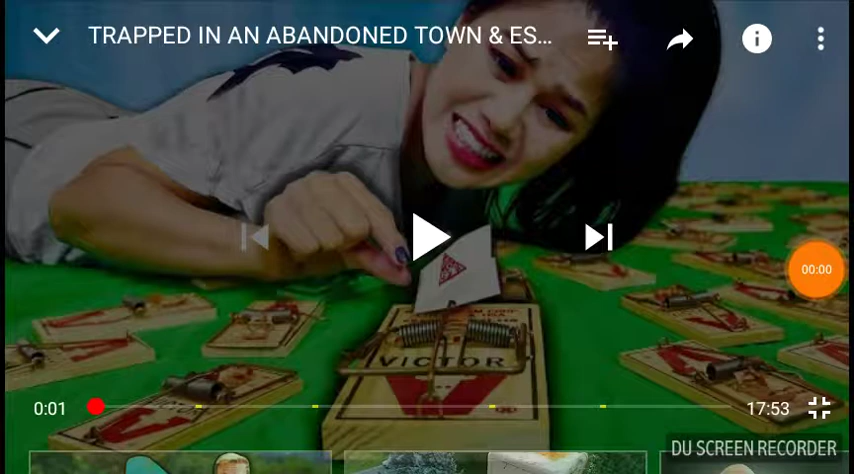 TRAPPED IN AN ABANDONED TOWN & ES...
00:00
VICTOR
0:01
17:53
DU SCREEN RECORDER